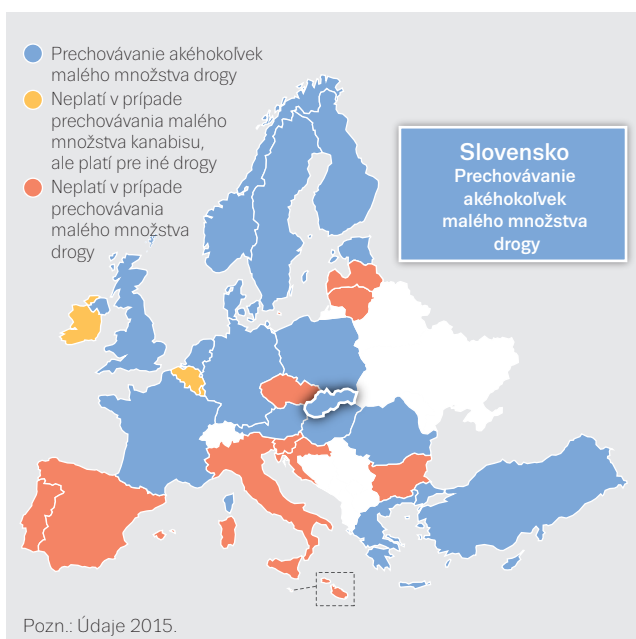 Prechovávanie akéhokoľvek
malého množstva drogy
Neplatí v prípade
prechovávania malého
množstva kanabisu,
ale platí pre iné drogy
Neplatí v prípade
prechovávania
malého množstva
drogy
Slovensko
Prechovávanie
akéhokoľvek
malého množstva
drogy
Pozn.: Údaje 2015.